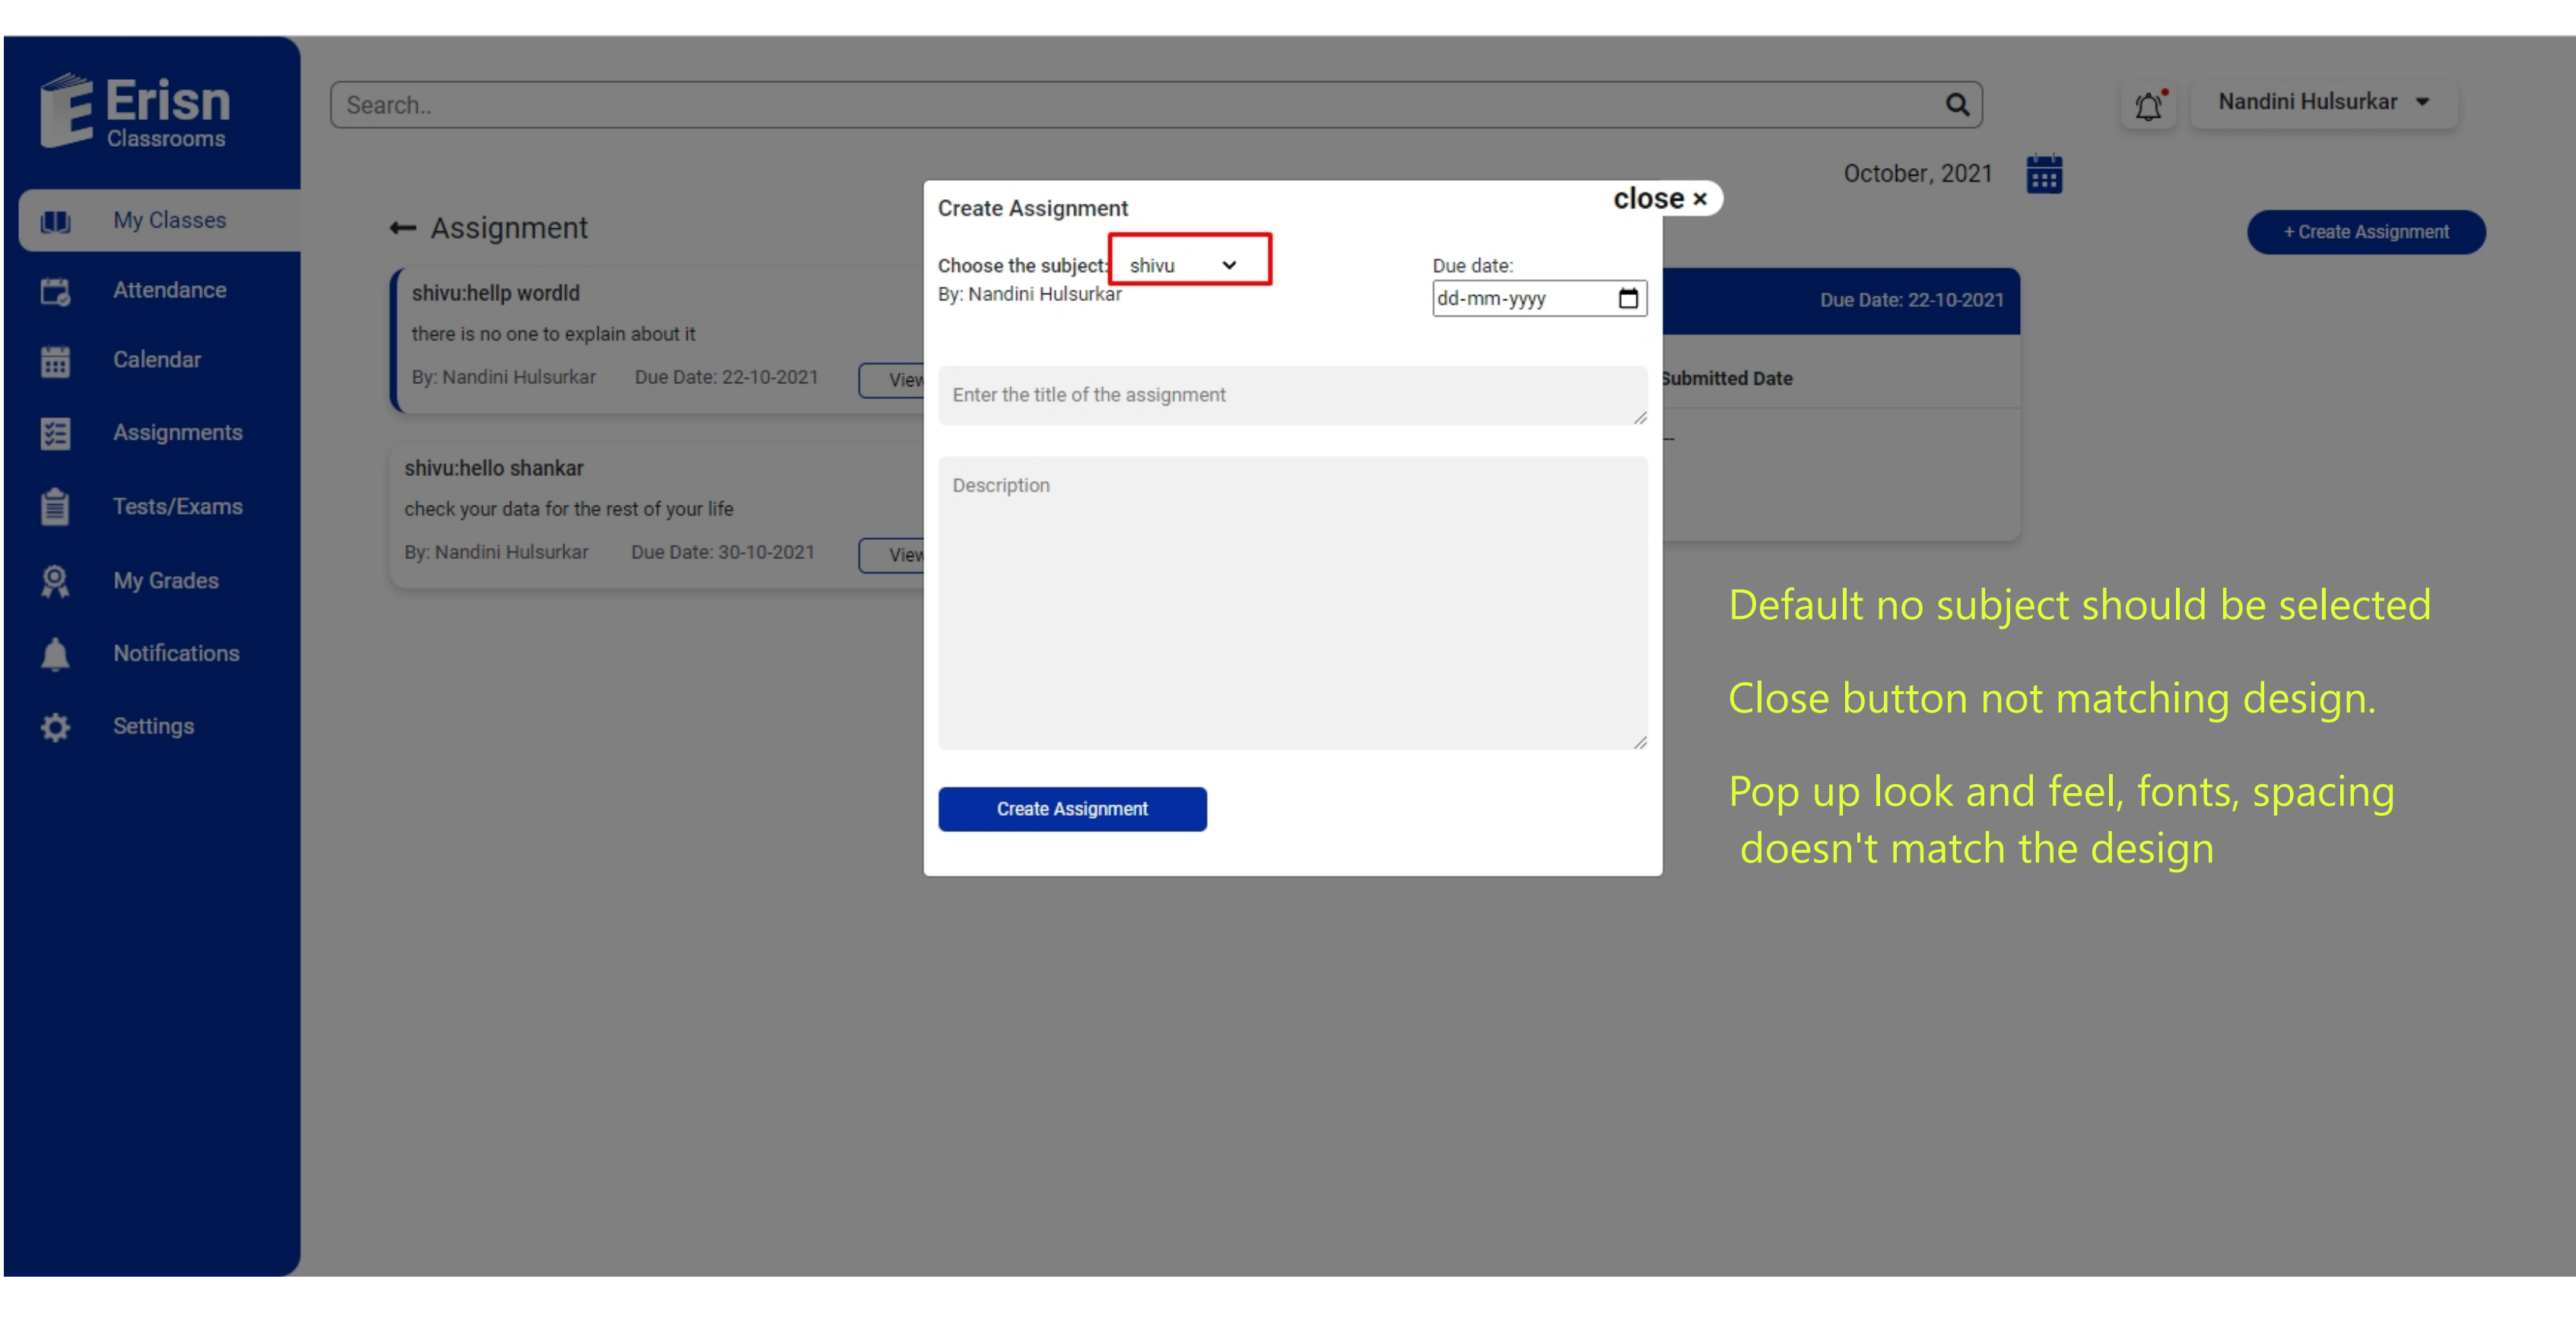 Erisn
Classrooms
Search..
Nandini Hulsurkar
October, 2021
My Classes
Attendance
Calendar
Assignments
Tests/Exams
My Grades
Notifications
Settings
Assignment
+ Create Assignment
shivu:hellp wordld
there is no one to explain about it
By: Nandini Hulsurkar Due Date: 22-10-2021 View
shivu:hello shankar
check your data for the rest of your life
By: Nandini Hulsurkar Due Date: 30-10-2021 View
Create Assignment
close ×
Choose the subject: shivu
By: Nandini Hulsurkar
Due date:
dd-mm-yyyy
Enter the title of the assignment
Description
Create Assignment
Due Date: 22-10-2021
Submitted Date
--
Default no subject should be selected
Close button not matching design.
Pop up look and feel, fonts, spacing
doesn't match the design